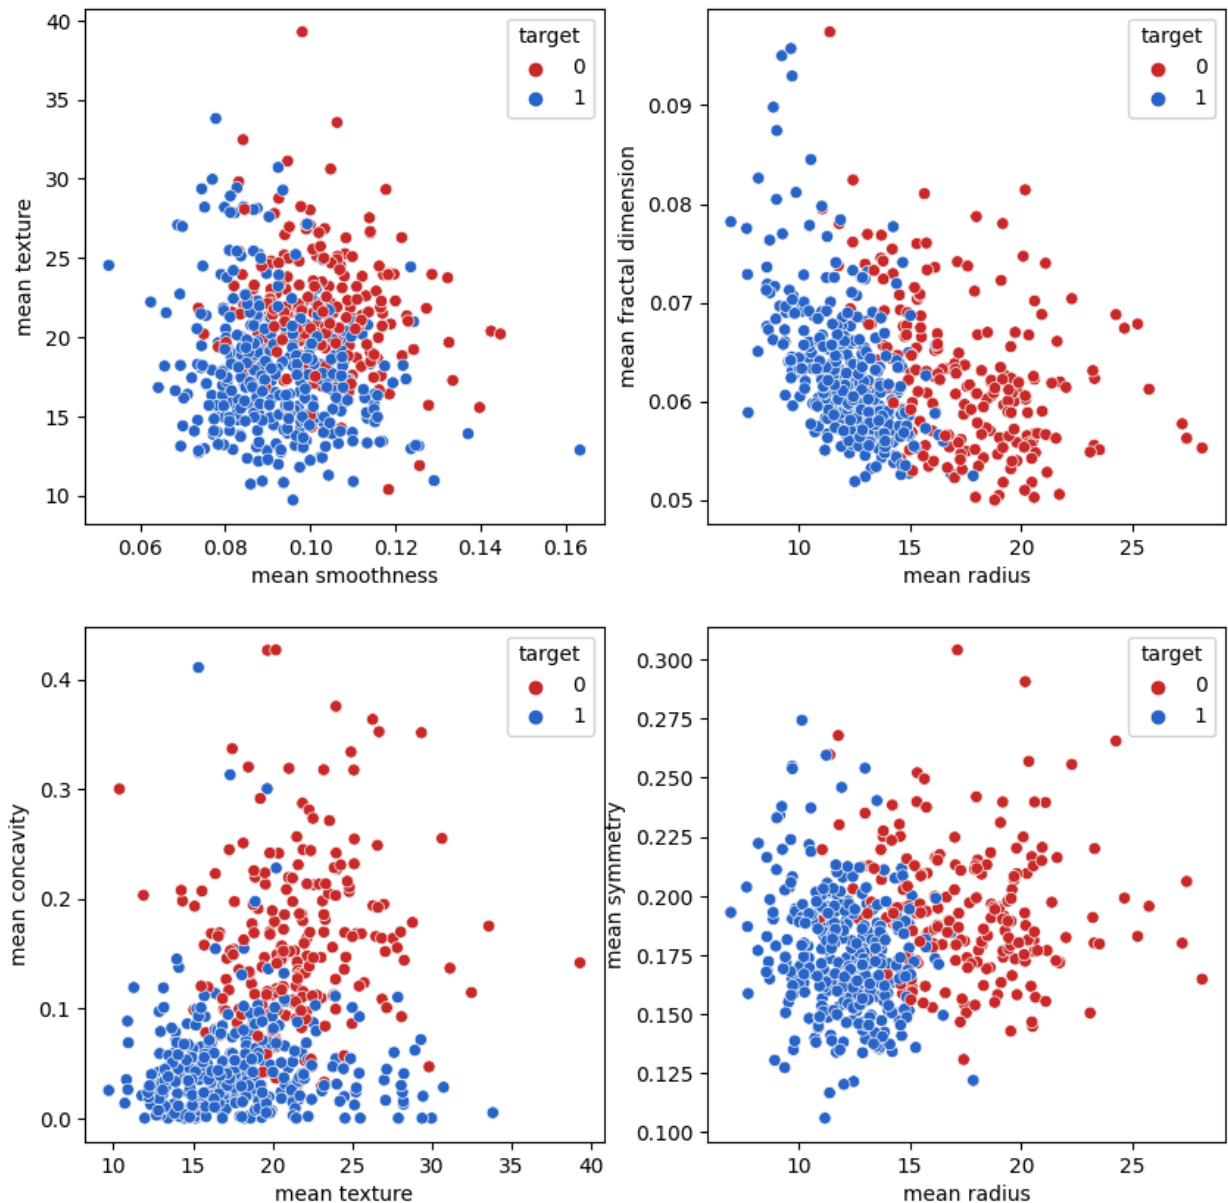 40
35
30
25
20
15
10
mean texture
0.06 0.08 0.10 0.12 0.14 0.16
mean smoothness
target
0
1
0.09
0.08
0.07
0.06
0.05
mean fractal dimension
10 15 20 25
mean radius
target
0
1
0.4
0.3
0.2
0.1
0.0
mean concavity
10 15 20 25 30 35 40
mean texture
target
0
1
0.300
0.275
0.250
0.225
0.200
0.175
0.150
0.125
0.100
mean symmetry
10 15 20 25
mean radius
target
0
1